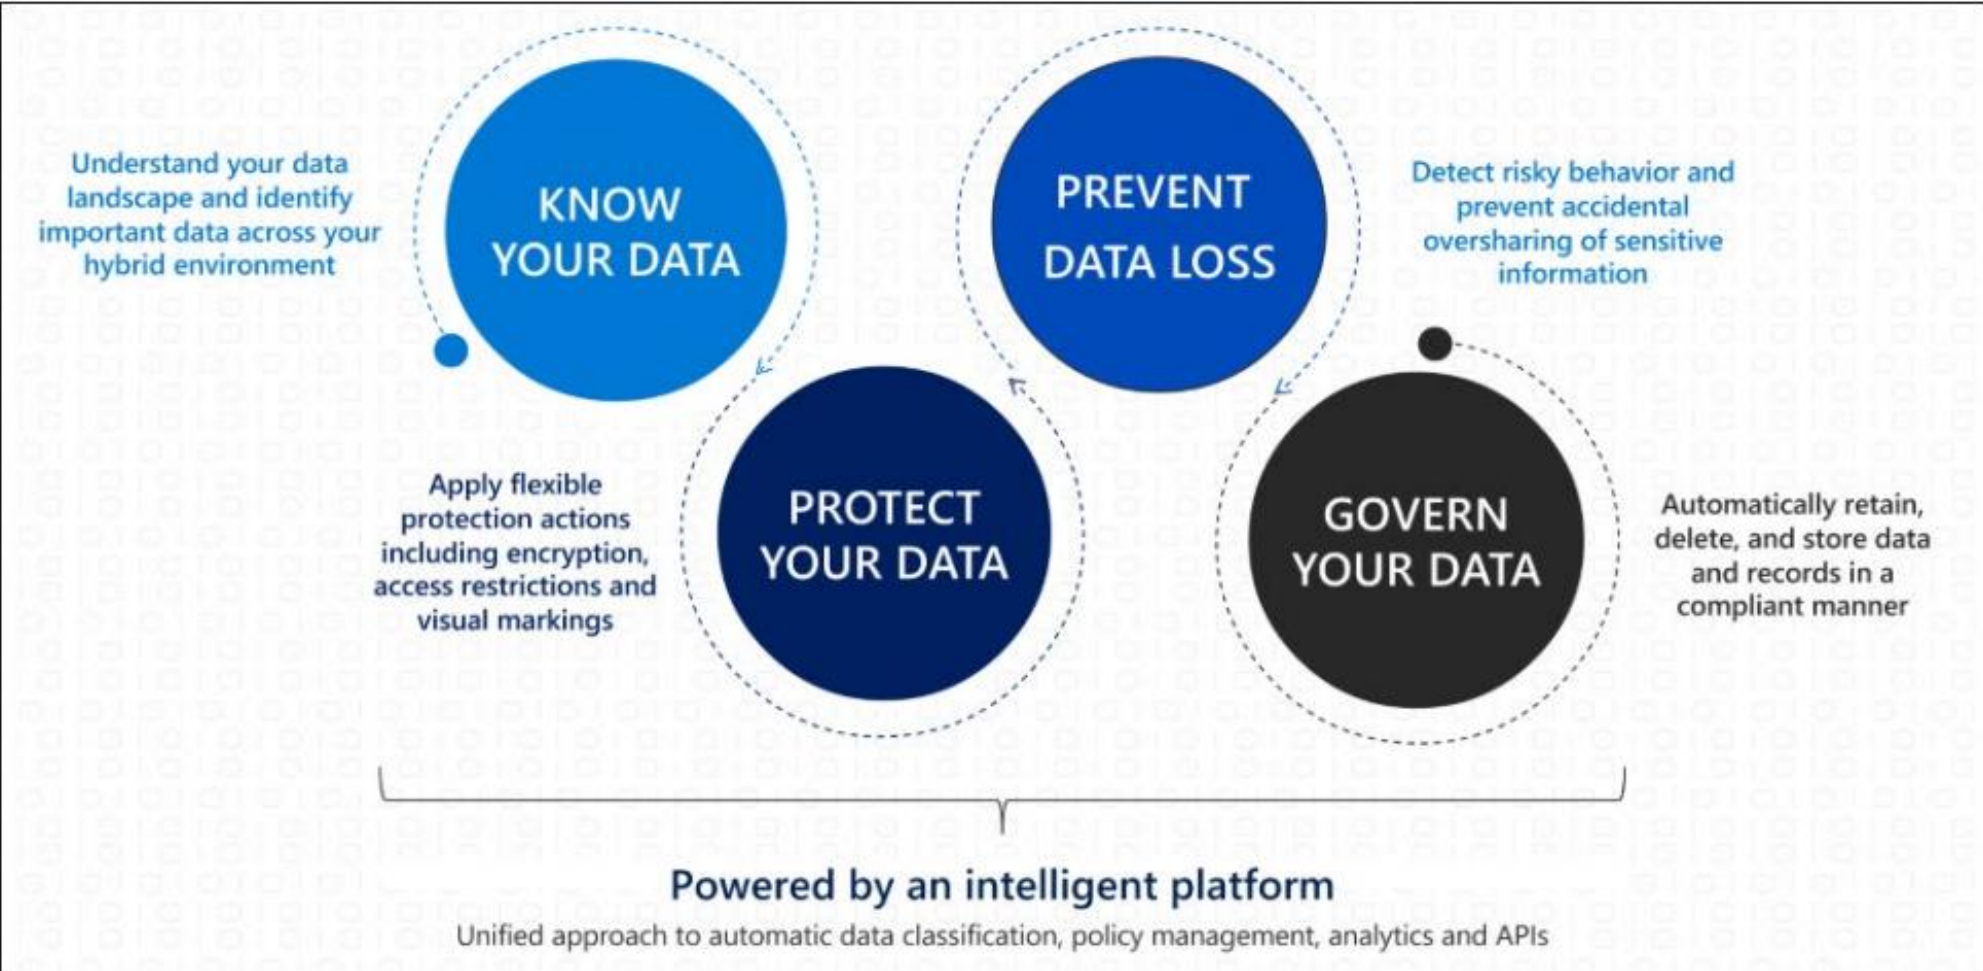 Understand your data
landscape and identify
important data across your
hybrid environment
KNOW
YOUR DATA
Apply flexible
protection actions
including encryption,
access restrictions and
visual markings
PROTECT
YOUR DATA
PREVENT
DATA LOSS
Detect risky behavior and
prevent accidental
oversharing of sensitive
information
GOVERN
YOUR DATA
Automatically retain,
delete, and store data
and records in a
compliant manner
Powered by an intelligent platform
Unified approach to automatic data classification, policy management, analytics and APIs